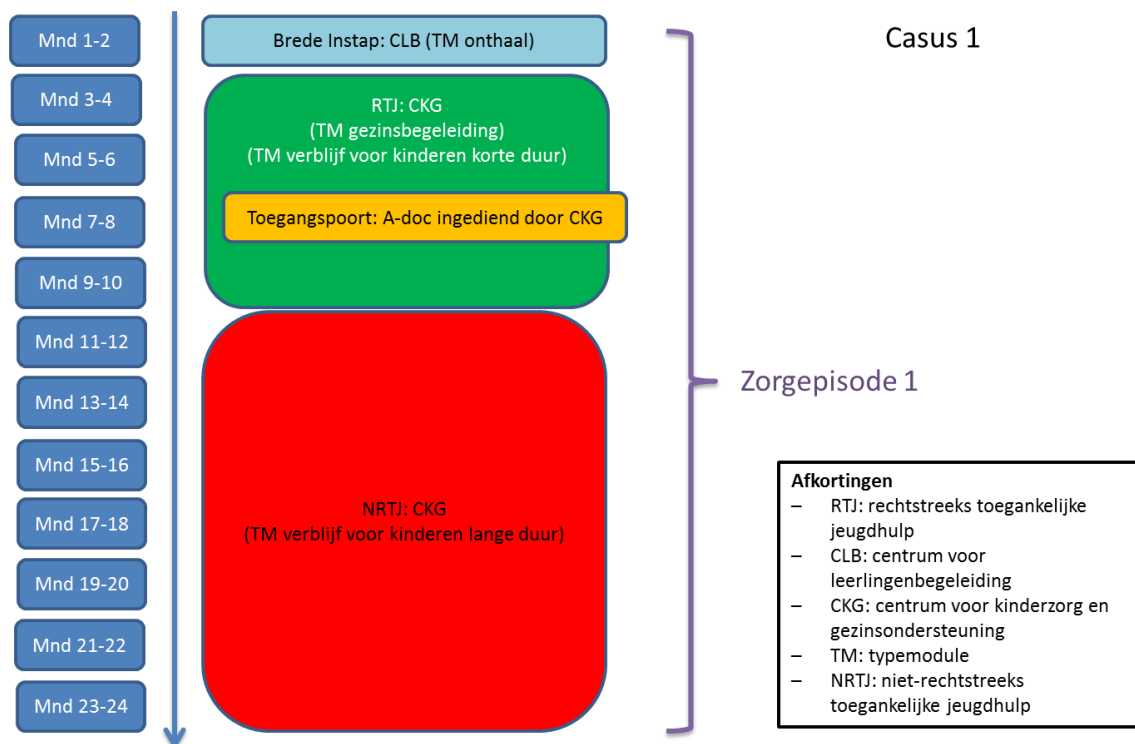 Casus 1
Mnd 1-2
Mnd 3-4
Mnd 5-6
Mnd 7-8
Mnd 9-10
Mnd 11-12
Mnd 13-14
Mnd 15-16
Mnd 17-18
Mnd 19-20
Mnd 21-22
Mnd 23-24
Brede Instap: CLB (TM onthaal)
RTJ: CKG
(TM gezinsbegeleiding)
(TM verblijf voor kinderen korte duur)
Toegangspoort: A-doc ingediend door CKG
NRTJ: CKG
(TM verblijf voor kinderen lange duur)
Zorgepisode 1
Afkortingen
– RTJ: rechtstreeks toegankelijke
jeugdhulp
– CLB: centrum voor
leerlingenbegeleiding
– CKG: centrum voor kinderzorg en
gezinsondersteuning
– TM: typemodule
– NRTJ: niet-rechtstreeks
toegankelijke jeugdhulp